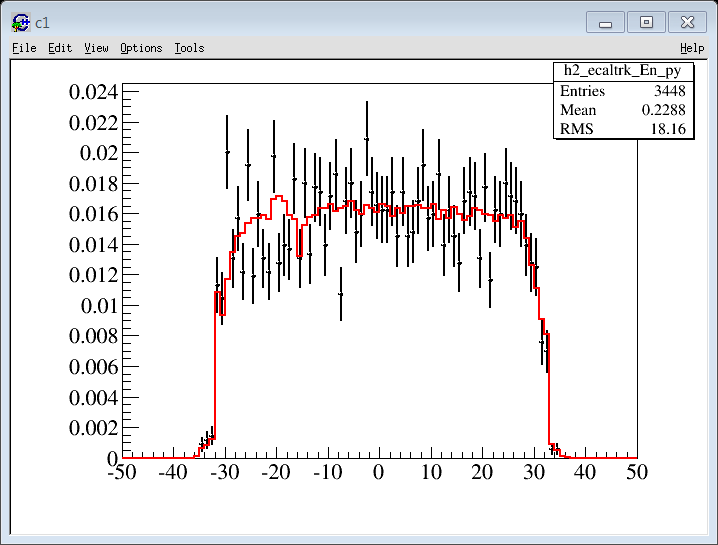 c1
File Edit View Options Tools Help
h2_ecaltrk_En_py
Entries 3448
Mean 0.2288
RMS 18.16
0.024
0.022
0.02
0.018
0.016
0.014
0.012
0.01
0.008
0.006
0.004
0.002
0
-50 -40 -30 -20 -10 0 10 20 30 40 50